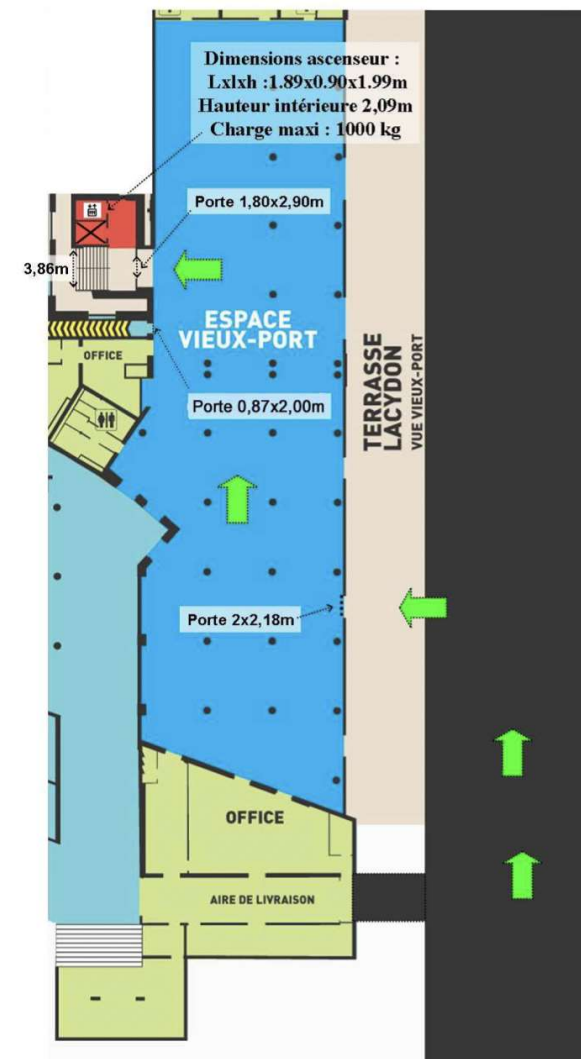 Dimensions ascenseur :
Lxlxh :1.89x0.90x1.99m
Hauteur intérieure 2,09m
Charge maxi : 1000 kg
Porte 1,80x2,90m
3,86m
ESPACE
VIEUX-PORT
OFFICE
TERRASSE
LACYDON
VUE VIEUX-PORT
Porte 0,87x2,00m
Porte 2x2,18m
OFFICE
AIRE DE LIVRAISON